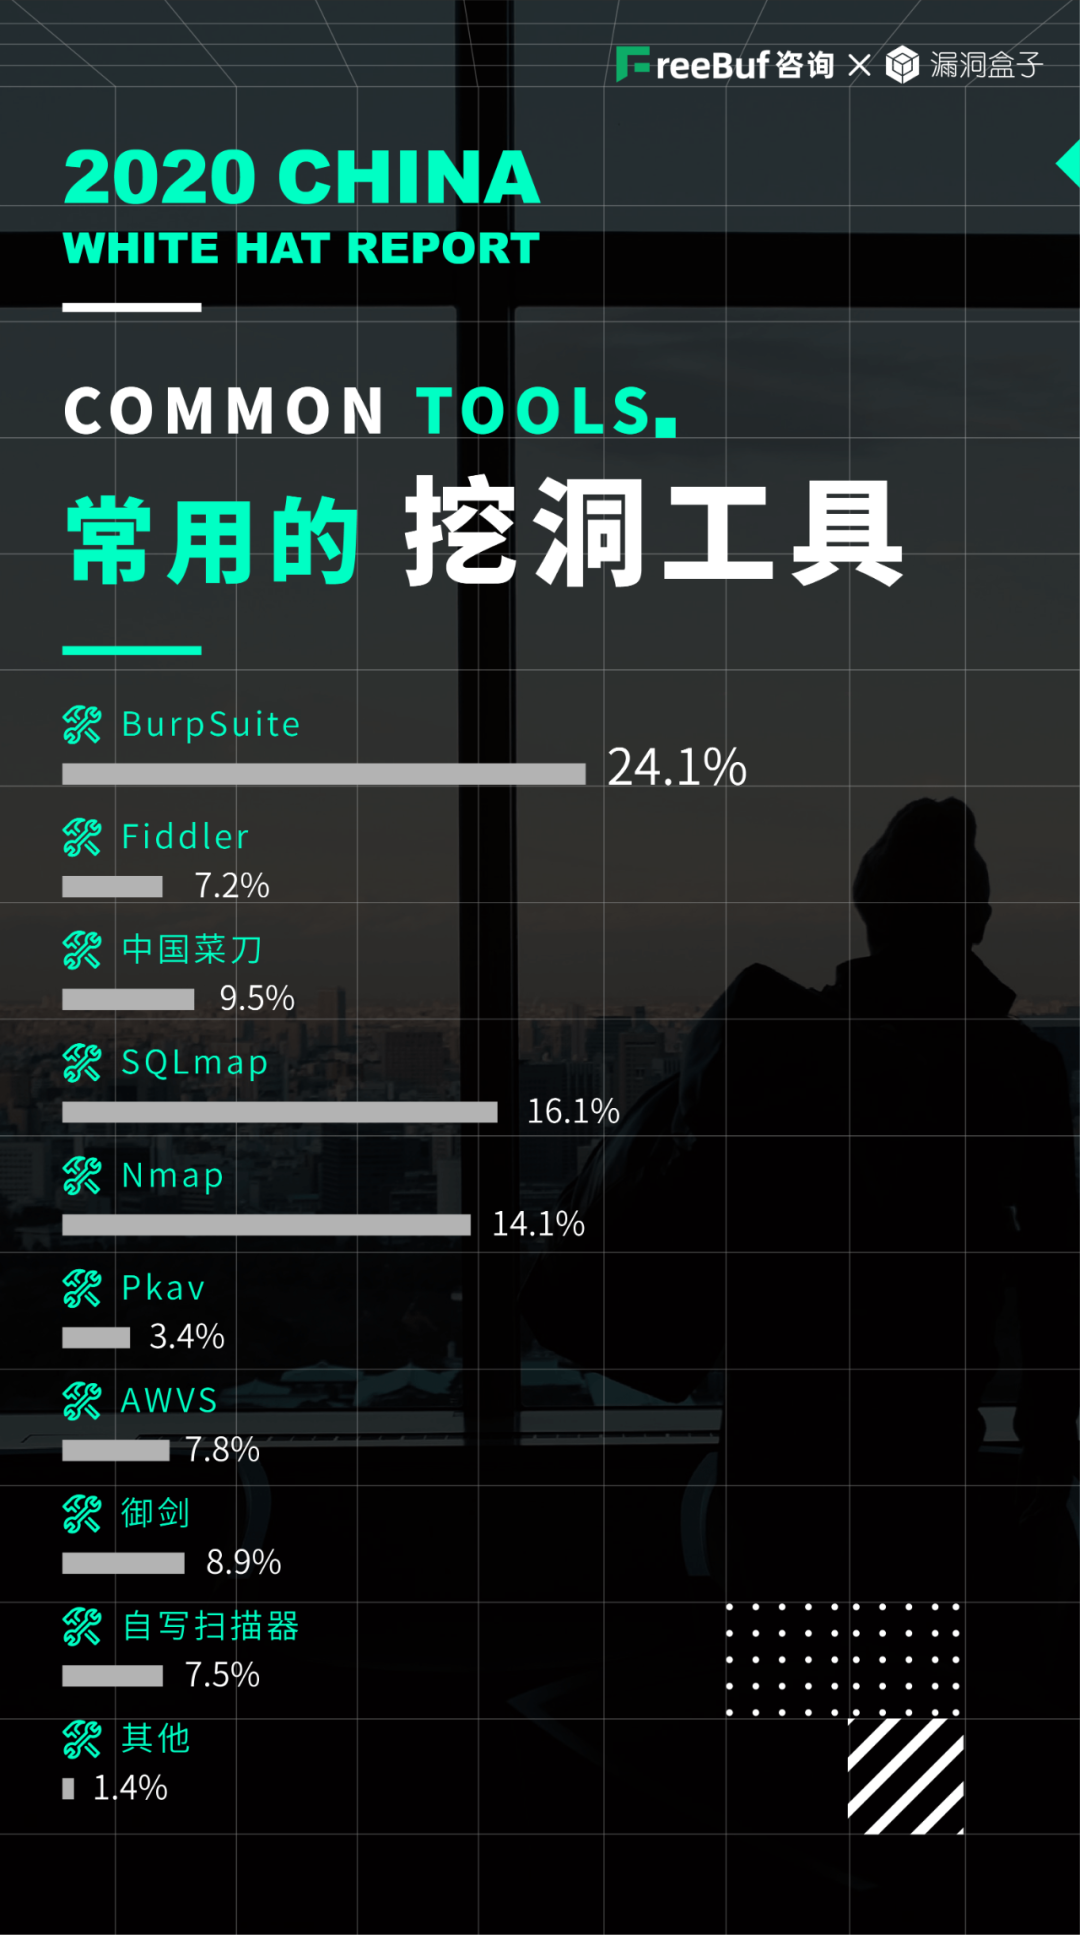 FreeBuf咨询 × 漏洞盒子
2020 CHINA
WHITE HAT REPORT
COMMON TOOLS.
常用的 挖洞工具
BurpSuite
24.1%
Fiddler
7.2%
中国菜刀
9.5%
SQLmap
16.1%
Nmap
14.1%
Pkav
3.4%
AWVS
7.8%
御剑
8.9%
自写扫描器
7.5%
其他
1.4%